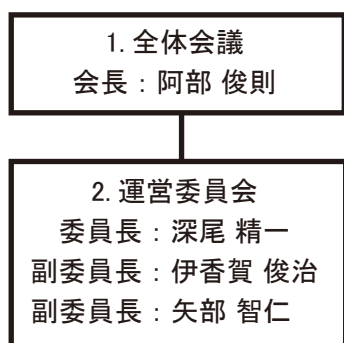 1. 全体会議
会長：阿部 俊則
2. 運営委員会
委員長：深尾 精一
副委員長：伊香賀 俊治
副委員長：矢部 智仁